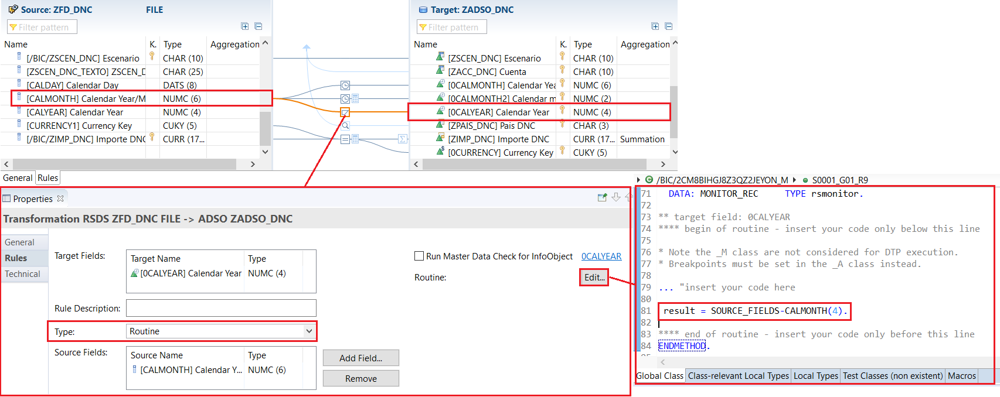 Source: ZFD_DNC FILE
Filter pattern
Name K. Type Aggregation
[/BIC/ZSCEN_DNC] Escenario CHAR (10)
[ZSCEN_DNC_TEXTO] ZSCEN_D CHAR (25)
[CALDAY] Calendar Day DATS (8)
[CALMONTH] Calendar Year/M NUMC (6)
[CALYEAR] Calendar Year NUMC (4)
[CURRENCY1] Currency Key CUKY (5)
[/BIC/ZIMP_DNC] Importe DNC CURR (17...
General Rules
Target: ZADSO_DNC
Filter pattern
Name K. Type Aggregation
[ZSCEN_DNC] Escenario CHAR (10)
[ZACC_DNC] Cuenta CHAR (10)
[0CALMONTH] Calendar Yea NUMC (6)
[0CALMONTH2] Calendar m NUMC (2)
[0CALYEAR] Calendar Year NUMC (4)
[ZPAIS_DNC] Pais DNC CHAR (3)
[ZIMP_DNC] Importe DNC CURR (17... Summation
[0CURRENCY] Currency Key CUKY (5)
Properties
Transformation RSDS ZFD_DNC FILE -> ADSO ZADSO_DNC
General
Rules
Technical
Target Fields:
Target Name Type
[0CALYEAR] Calendar Year NUMC (4)
Rule Description:
Type: Routine
Source Fields:
Source Name Type
[CALMONTH] Calendar Y... NUMC (6)
Add Field...
Remove
Run Master Data Check for InfoObject 0CALYEAR
Routine: Edit...
/BIC/2CM8BIHGJ8Z3QZ2JEYON_M S0001_G01_R9
71 DATA: MONITOR_REC TYPE rsmonitor.
72
73 ** target field: 0CALYEAR
74 **** begin of routine - insert your code only below this line
75
76 * Note the _M class are not considered for DTP execution.
77 * Breakpoints must be set in the _A class instead.
78
79 ... "insert your code here
80
81 result = SOURCE_FIELDS-CALMONTH(4).
82
83 **** end of routine - insert your code only before this line
84 ENDMETHOD.
Global Class Class-relevant Local Types Local Types Test Classes (non existent) Macros